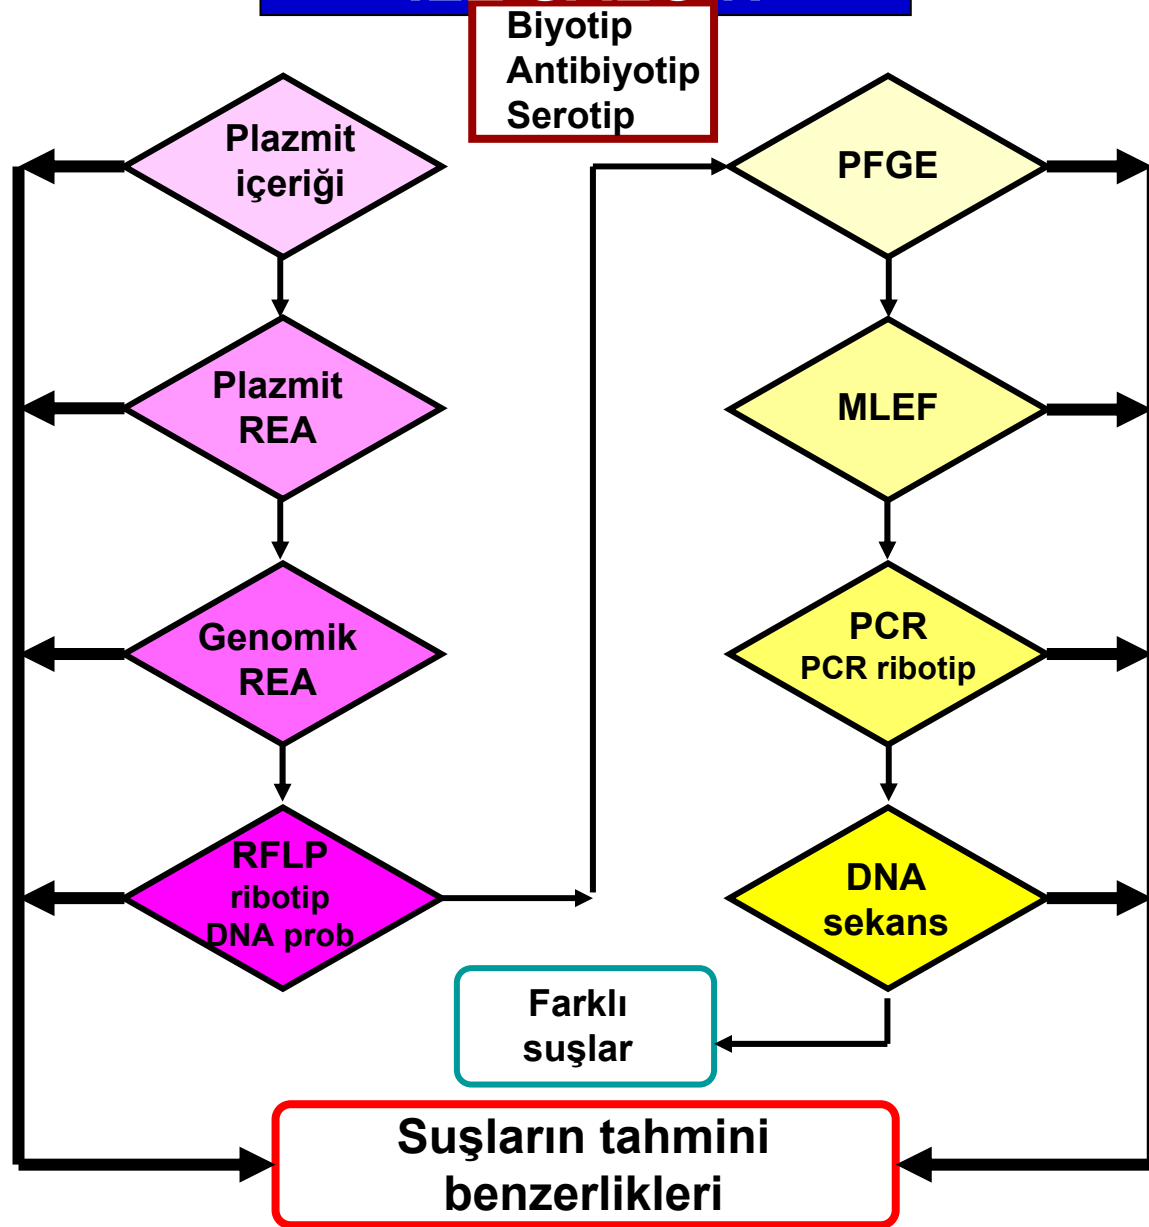 Biyotip
Antibiyotip
Serotip
Plazmit
içeriği
Plazmit
REA
Genomik
REA
RFLP
ribotip
DNA prob
PFGE
MLEF
PCR
PCR ribotip
DNA
sekans
Farklı
suşlar
Suşların tahmini
benzerlikleri